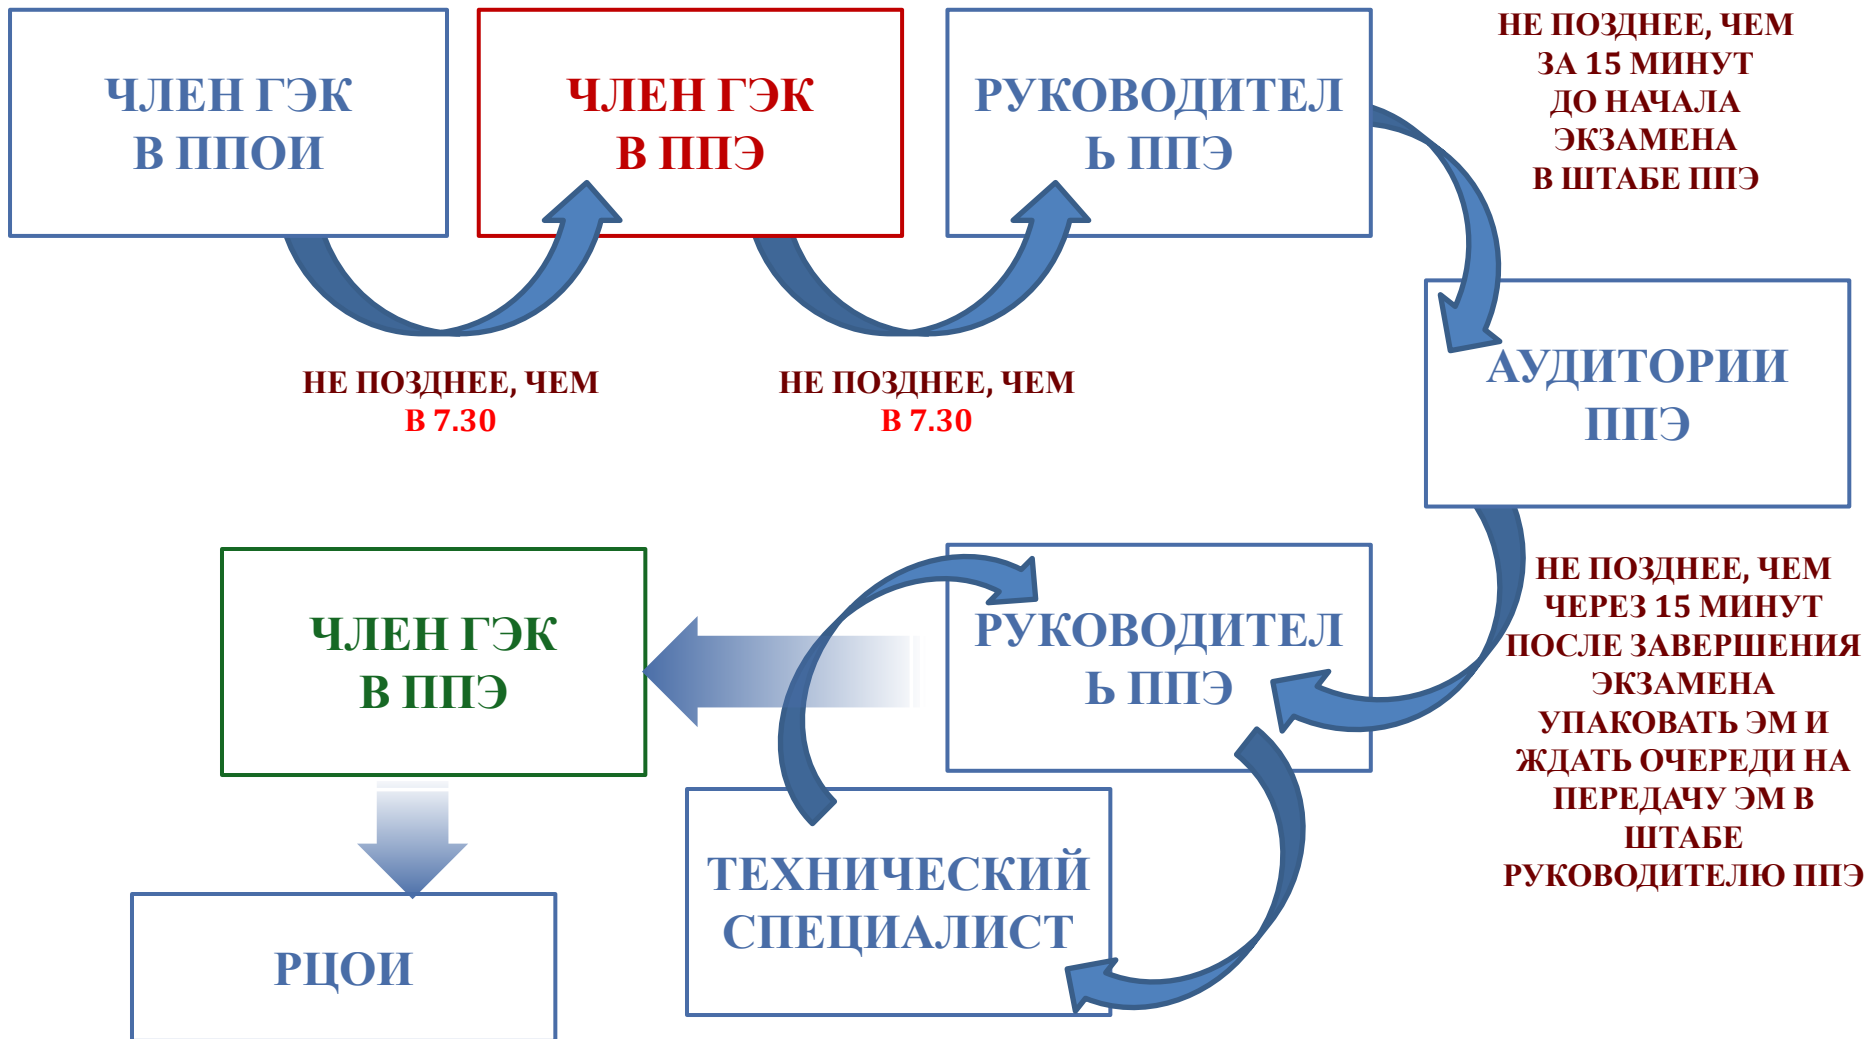 ЧЛЕН ГЭК
В ППОИ
ЧЛЕН ГЭК
В ППЭ
РУКОВОДИТЕЛ
Ь ППЭ
НЕ ПОЗДНЕЕ, ЧЕМ
ЗА 15 МИНУТ
ДО НАЧАЛА
ЭКЗАМЕНА
В ШТАБЕ ППЭ
НЕ ПОЗДНЕЕ, ЧЕМ
В 7.30
НЕ ПОЗДНЕЕ, ЧЕМ
В 7.30
АУДИТОРИИ
ППЭ
НЕ ПОЗДНЕЕ, ЧЕМ
ЧЕРЕЗ 15 МИНУТ
ПОСЛЕ ЗАВЕРШЕНИЯ
ЭКЗАМЕНА
УПАКОВАТЬ ЭМ И
ЖДАТЬ ОЧЕРЕДИ НА
ПЕРЕДАЧУ ЭМ В
ШТАБЕ
РУКОВОДИТЕЛЮ ППЭ
РУКОВОДИТЕЛ
Ь ППЭ
ЧЛЕН ГЭК
В ППЭ
ТЕХНИЧЕСКИЙ
СПЕЦИАЛИСТ
РЦОИ